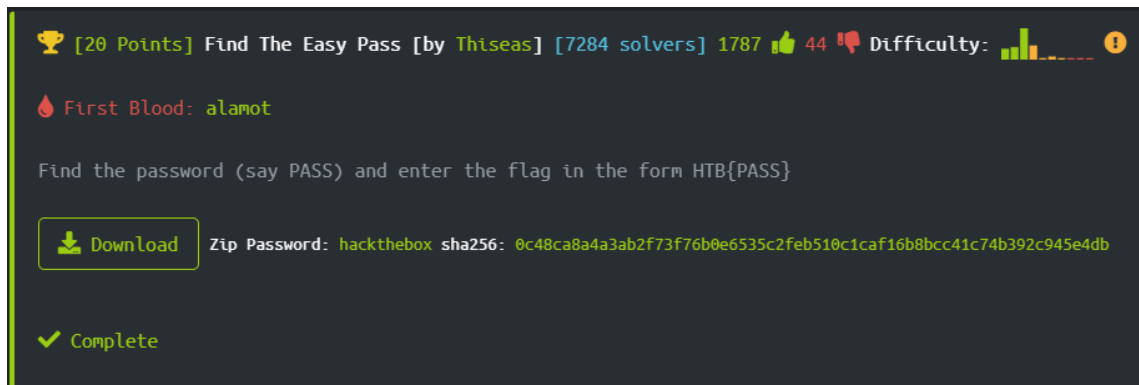 [20 Points] Find The Easy Pass [by Thiseas] [7284 solvers] 1787 44 Difficulty:
First Blood: alamot
Find the password (say PASS) and enter the flag in the form HTB{PASS}
Download Zip Password: hackthebox sha256: 0c48ca8a4a3ab2f73f76b0e6535c2feb510c1caf16b8bcc41c74b392c945e4db
Complete